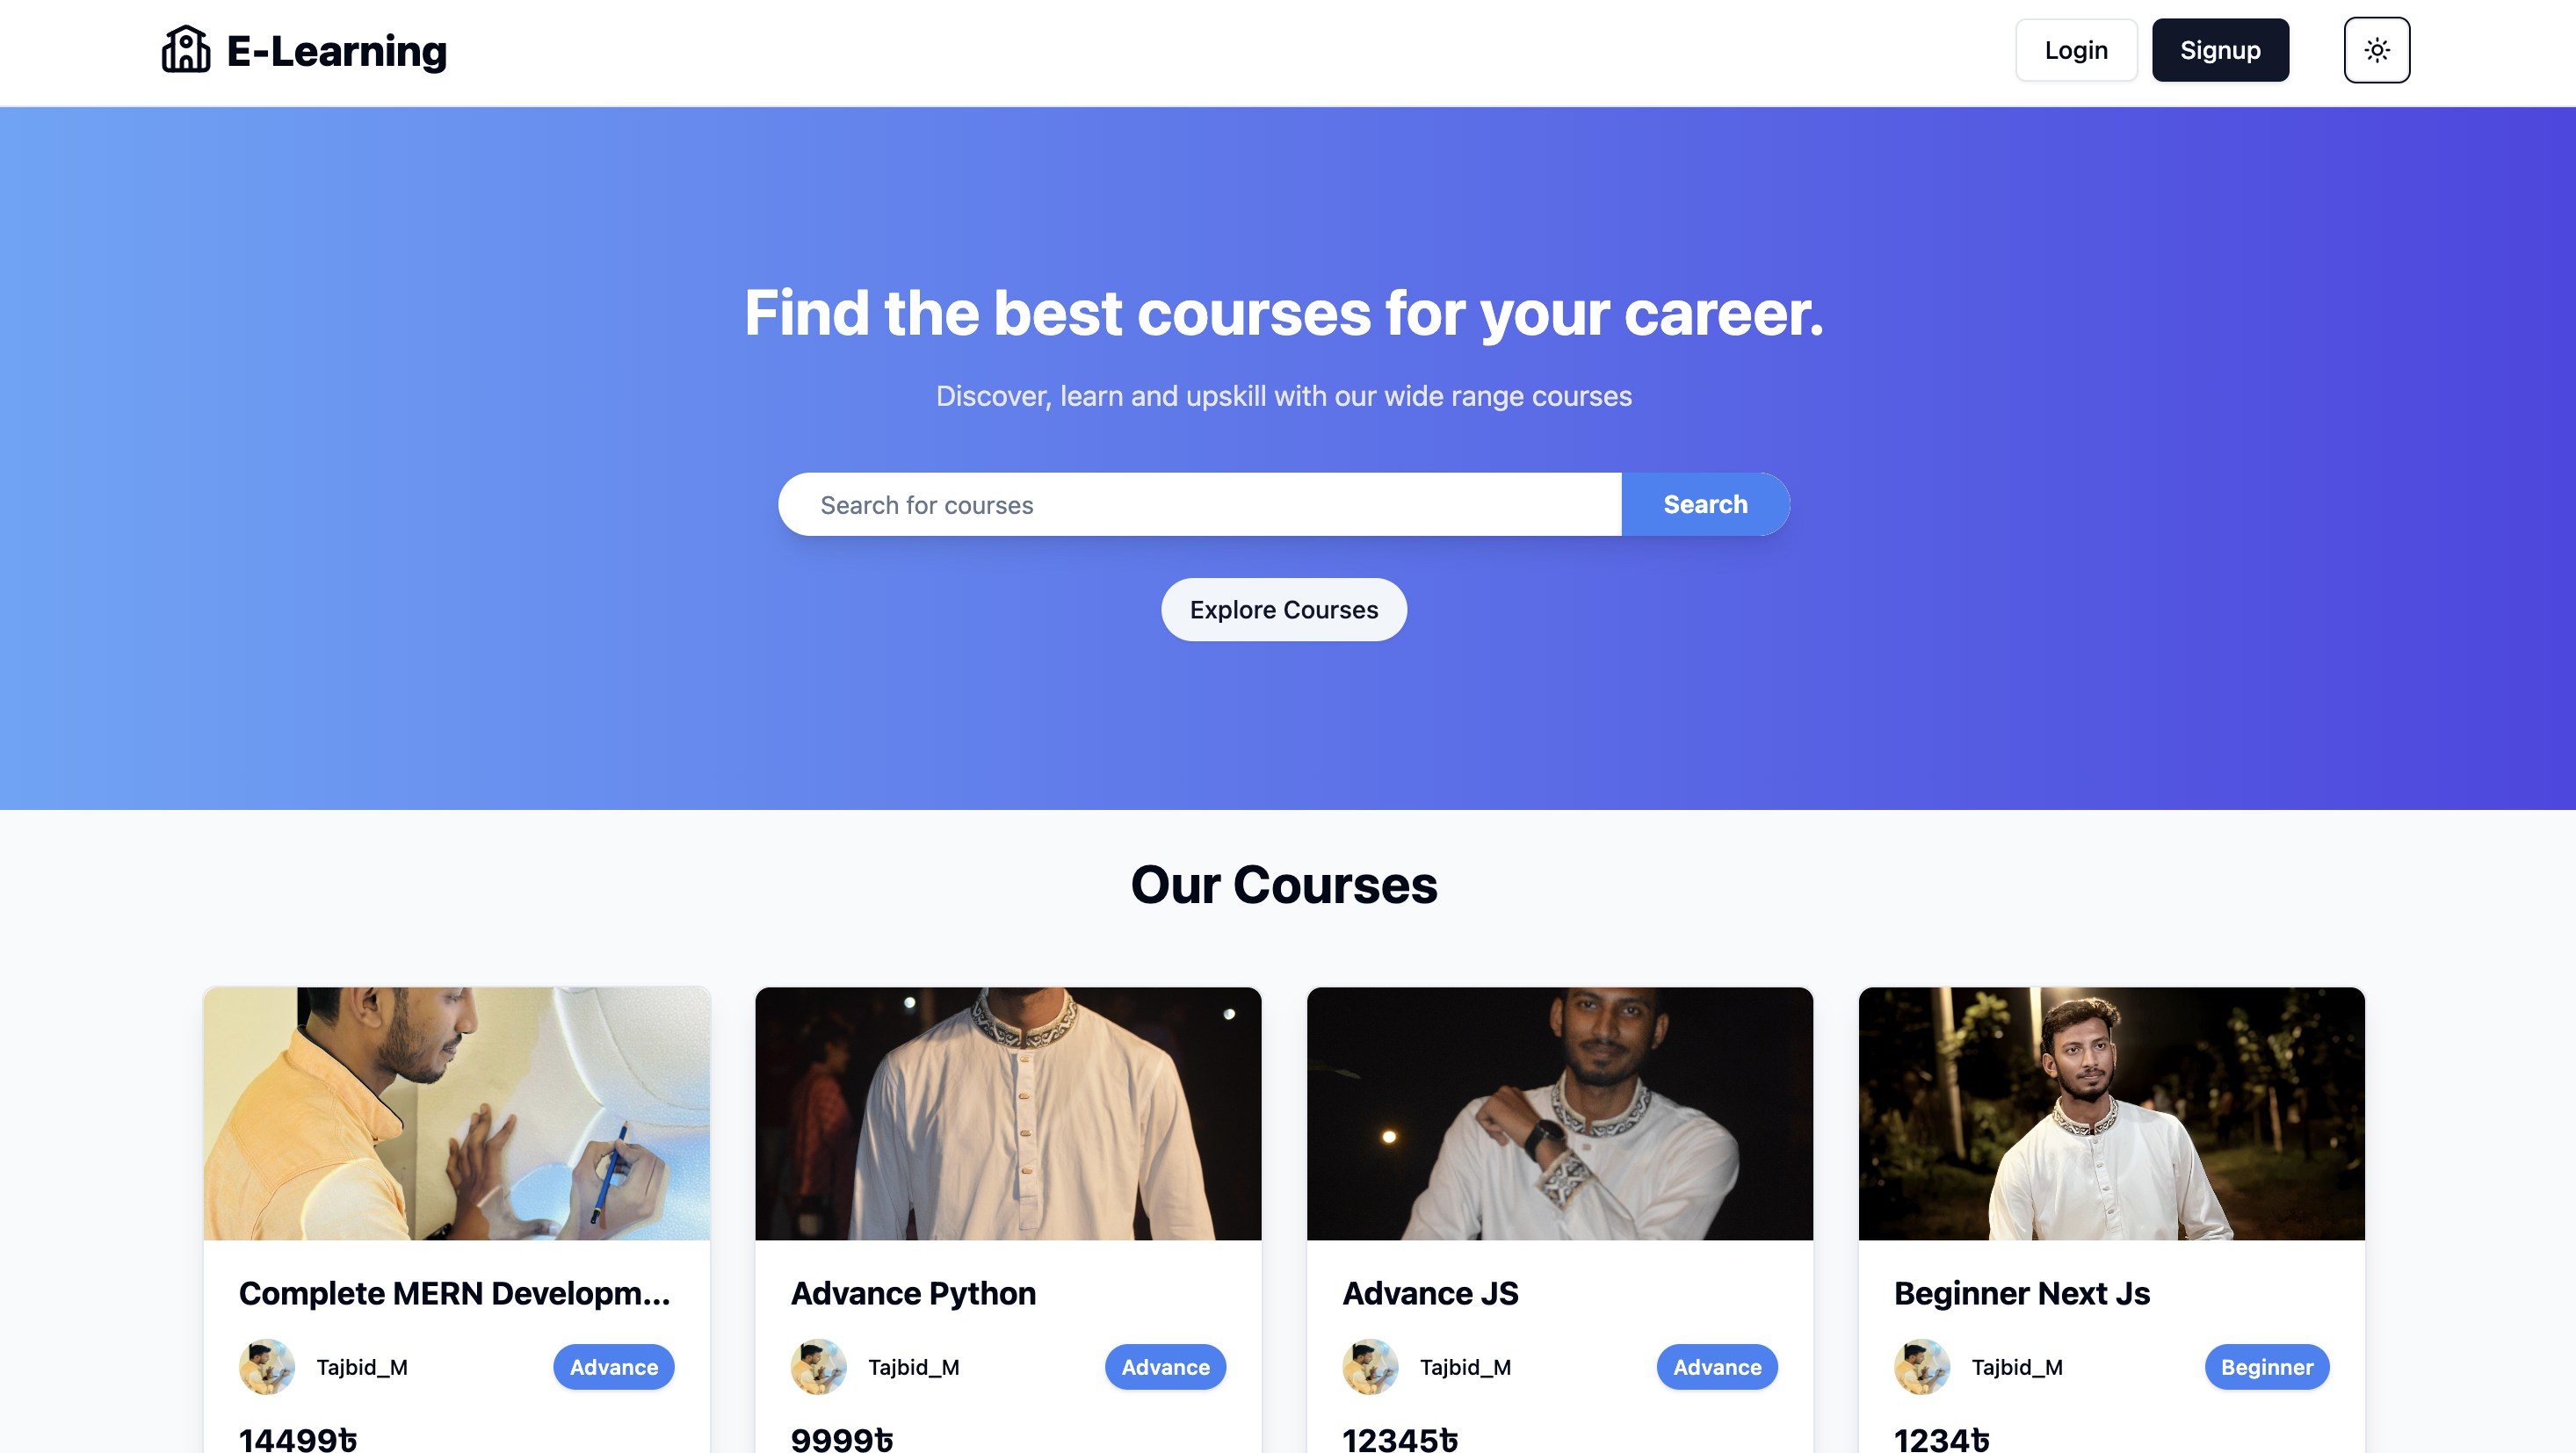 E-Learning
Login
Signup
Find the best courses for your career.
Discover, learn and upskill with our wide range courses
Search for courses
Search
Explore Courses
Our Courses
Complete MERN Developm...
Tajbid_M
Advance
14499৳
Advance Python
Tajbid_M
Advance
9999৳
Advance JS
Tajbid_M
Advance
12345৳
Beginner Next Js
Tajbid_M
Beginner
1234৳